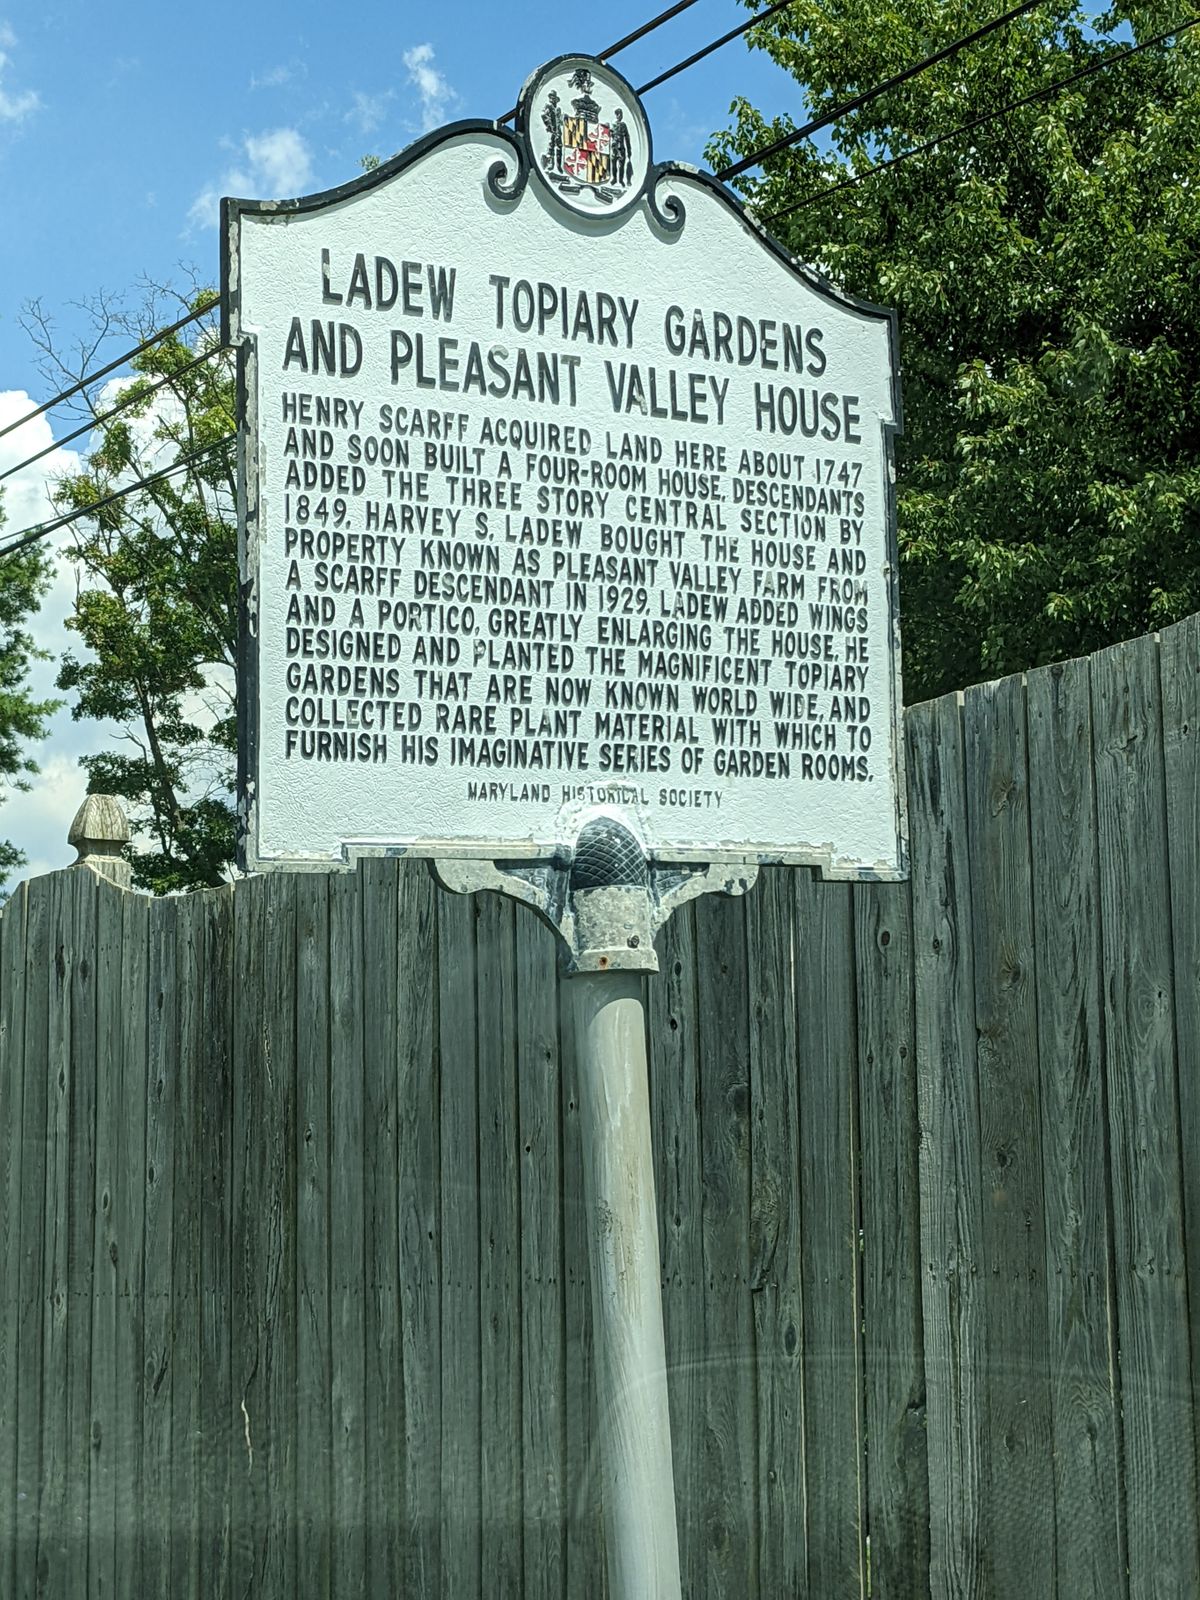 LADEW TOPIARY GARDENS
AND PLEASANT VALLEY HOUSE
HENRY SCARFF ACQUIRED LAND HERE ABOUT 1747
AND SOON BUILT A FOUR-ROOM HOUSE. DESCENDANTS
ADDED THE THREE STORY CENTRAL SECTION BY
1849. HARVEY S. LADEW BOUGHT THE HOUSE AND
PROPERTY KNOWN AS PLEASANT VALLEY FARM FROM
A SCARFF DESCENDANT IN 1929. LADEW ADDED WINGS
AND A PORTICO, GREATLY ENLARGING THE HOUSE. HE
DESIGNED AND PLANTED THE MAGNIFICENT TOPIARY
GARDENS THAT ARE NOW KNOWN WORLD WIDE, AND
COLLECTED RARE PLANT MATERIAL WITH WHICH TO
FURNISH HIS IMAGINATIVE SERIES OF GARDEN ROOMS.
MARYLAND HISTORICAL SOCIETY